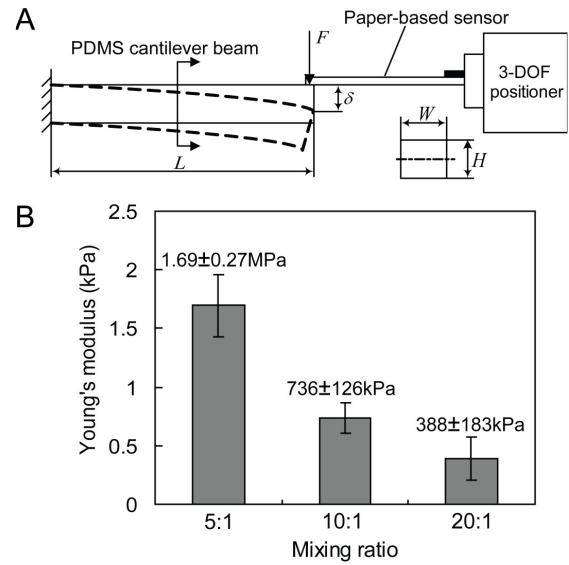 A
Paper-based sensor
PDMS cantilever beam
F
3-DOF
positioner
δ
W
H
L
B
Young's modulus (kPa)
2.5
2
1.5
1
0.5
0
1.69±0.27MPa
736±126kPa
388±183kPa
5:1
10:1
20:1
Mixing ratio